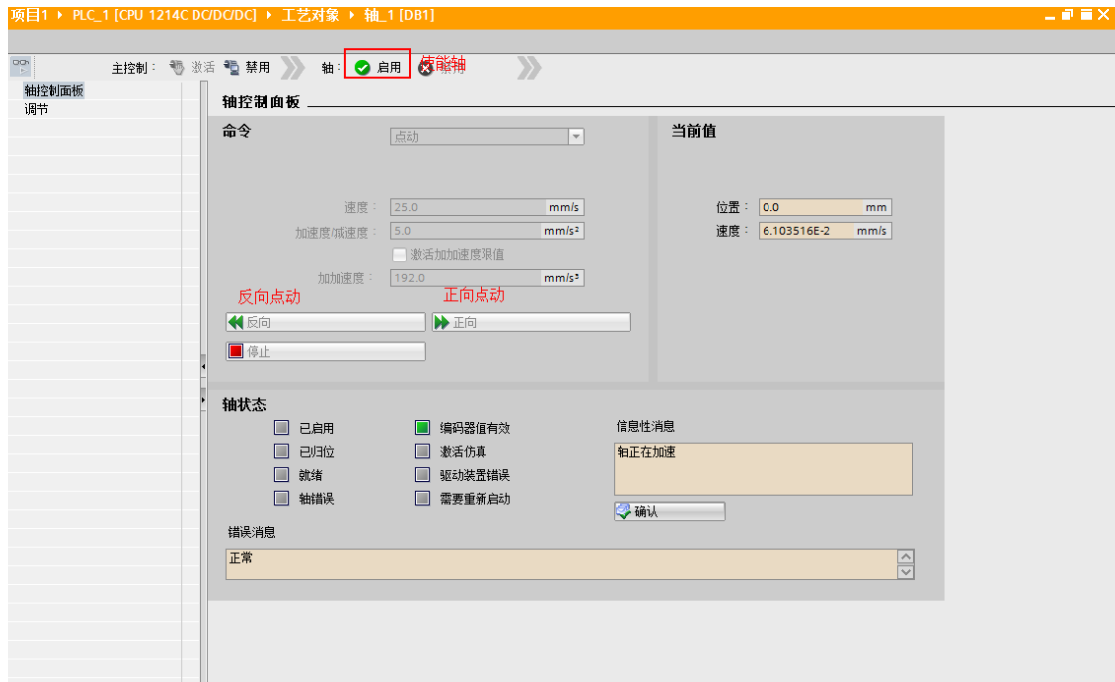 项目1 ▸ PLC_1 [CPU 1214C DC/DC/DC] ▸ 工艺对象 ▸ 轴_1 [DB1]
主控制： 激活 禁用 轴： 启用 使能轴
轴控制面板
调节
轴控制面板
命令
点动
当前值
速度： 25.0 mm/s
位置： 0.0 mm
加速度/减速度： 5.0 mm/s²
速度： 6.103516E-2 mm/s
激活加加速度限值
加加速度： 192.0 mm/s³
反向点动
正向点动
反向
正向
停止
轴状态
已启用
编码器值有效
信息性消息
已归位
激活仿真
轴正在加速
就绪
驱动装置错误
轴错误
需要重新启动
确认
错误消息
正常